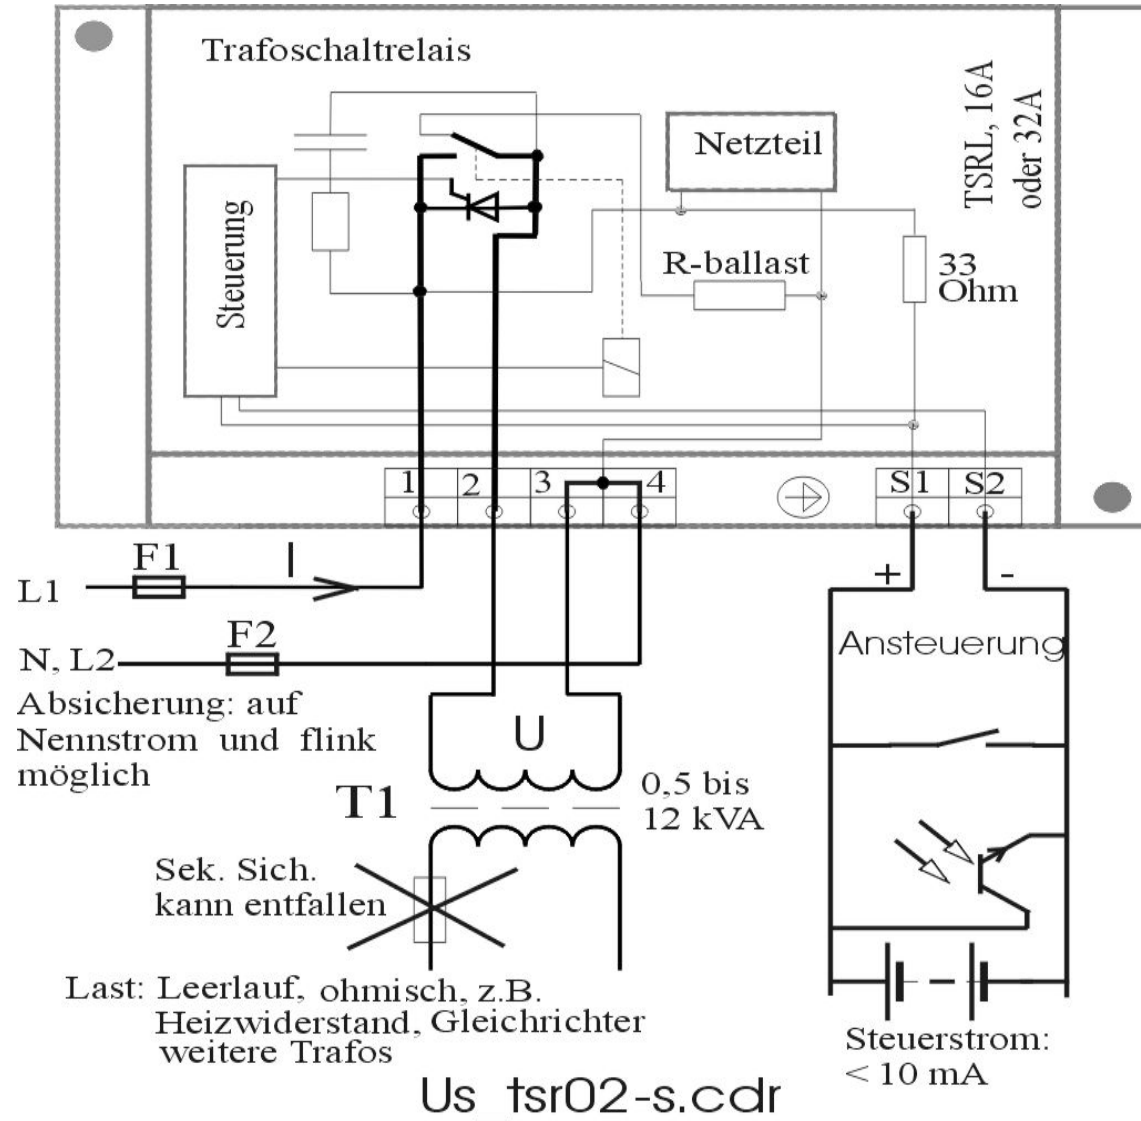 Trafoschaltrelais
TSRL, 16A
oder 32A
Netzteil
Steuerung
R-ballast
33
Ohm
1
2
3
4
S1
S2
F1
I
L1
+
-
F2
N, L2
Ansteuerung
Absicherung: auf
Nennstrom und flink
möglich
U
T1
0,5 bis
12 kVA
Sek. Sich.
kann entfallen
Last: Leerlauf, ohmisch, z.B.
Heizwiderstand, Gleichrichter
weitere Trafos
Steuerstrom:
< 10 mA
Us tsr02-s.cdr